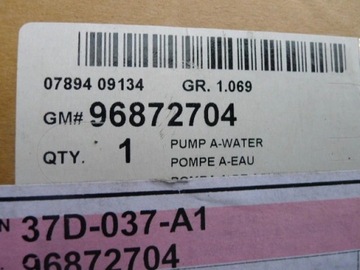 07894 09134 GR. 1.069
GM# 96872704
QTY. 1 PUMP A-WATER
POMPE A-EAU
37D-037-A1
96872704